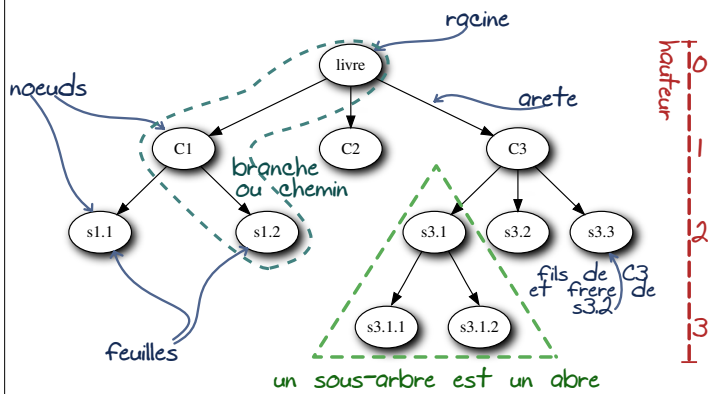 racine
livre
0
hauteur
noeuds
arete
C1
C2
C3
1
branche
ou chemin
s1.1
s1.2
s3.1
s3.2
s3.3
2
fils de C3
et frere de
s3.2
s3.1.1
s3.1.2
3
feuilles
un sous-arbre est un abre